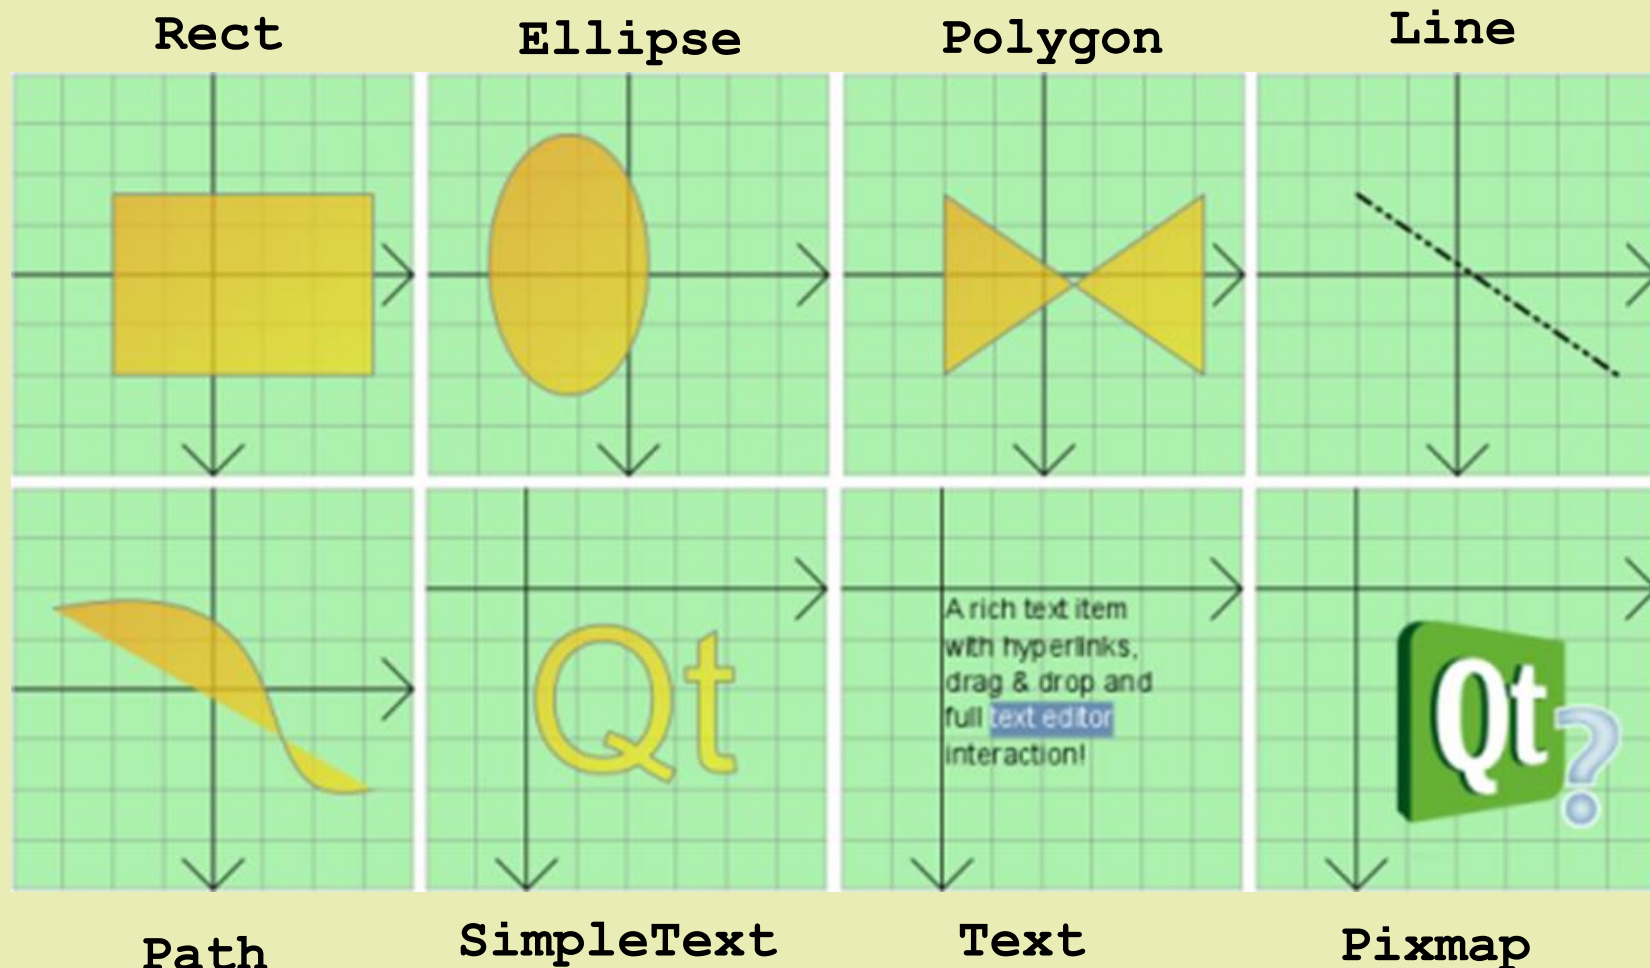 Rect
Ellipse
Polygon
Line
Qt
A rich text item
with hyperlinks,
drag & drop and
full text editor
interaction!
Qt?
Path
SimpleText
Text
Pixmap